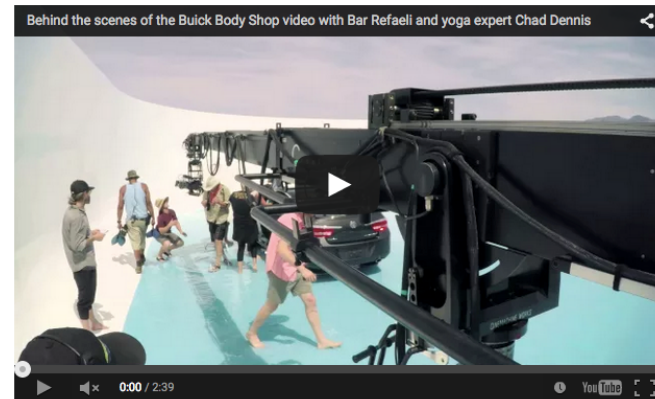 Behind the scenes of the Buick Body Shop video with Bar Refaeli and yoga expert Chad Dennis
0:00 / 2:39
YouTube